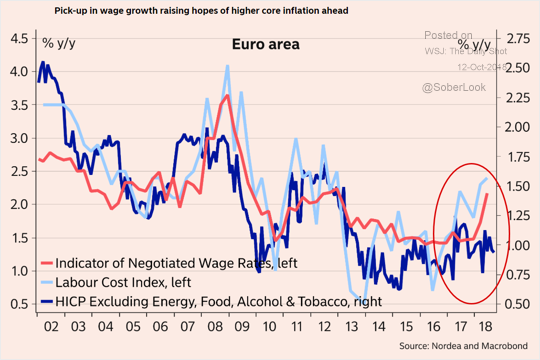 Pick-up in wage growth raising hopes of higher core inflation ahead
Posted on
WSJ: The Daily Shot
12-Oct-2018
@SoberLook
% y/y
Euro area
% y/y
4.5
4.0
3.5
3.0
2.5
2.0
1.5
1.0
0.5
2.75
2.50
2.25
2.00
1.75
1.50
1.25
1.00
0.75
0.50
Indicator of Negotiated Wage Rates, left
Labour Cost Index, left
HICP Excluding Energy, Food, Alcohol & Tobacco, right
02 03 04 05 06 07 08 09 10 11 12 13 14 15 16 17 18
Source: Nordea and Macrobond